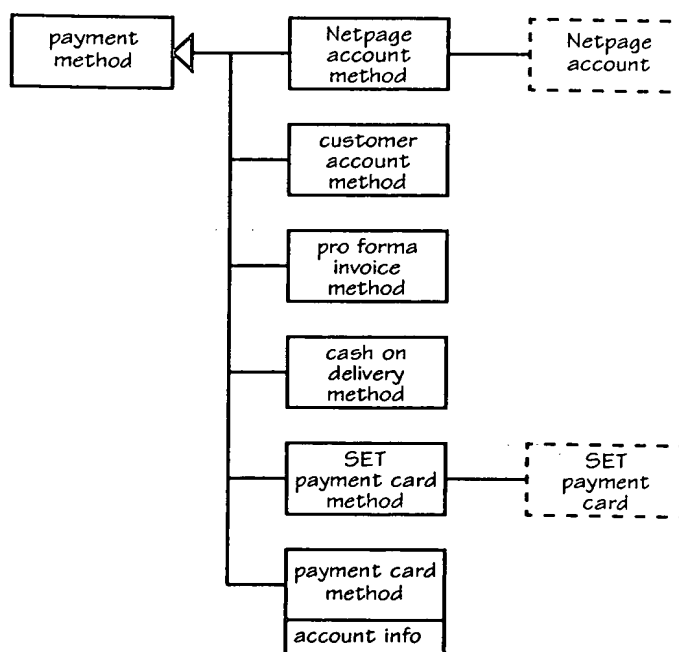 payment
method
Netpage
account
method
Netpage
account
customer
account
method
pro forma
invoice
method
cash on
delivery
method
SET
payment card
method
SET
payment
card
payment card
method
account info